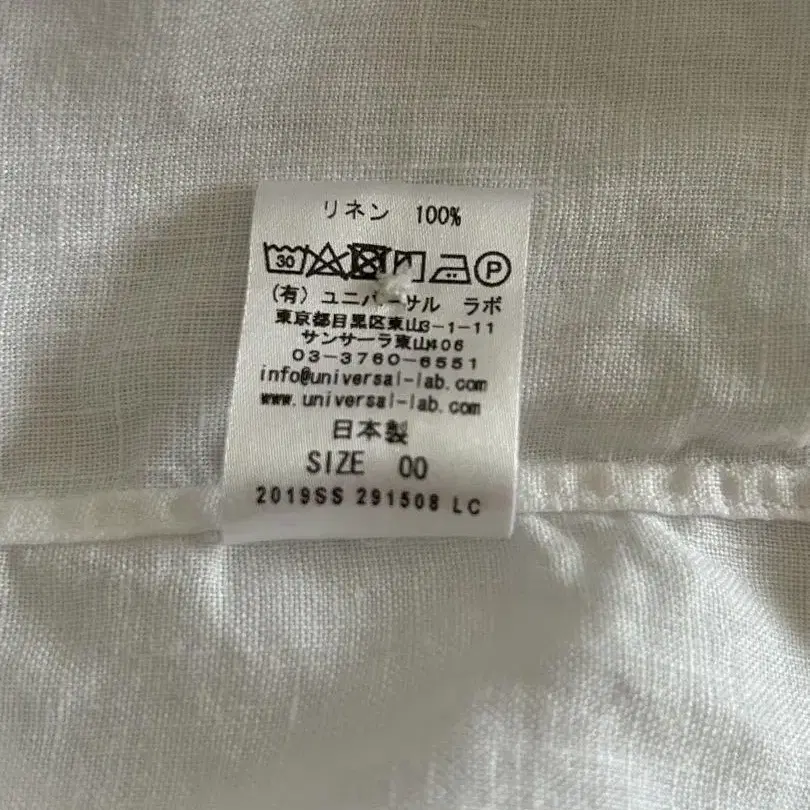 リネン 100%
30 P
(有) ユニバーサル ラボ
東京都目黒区東山3-1-11
サンサーラ東山406
03-3760-6551
info@universal-lab.com
www.universal-lab.com
日本製
SIZE 00
2019SS 291508 LC